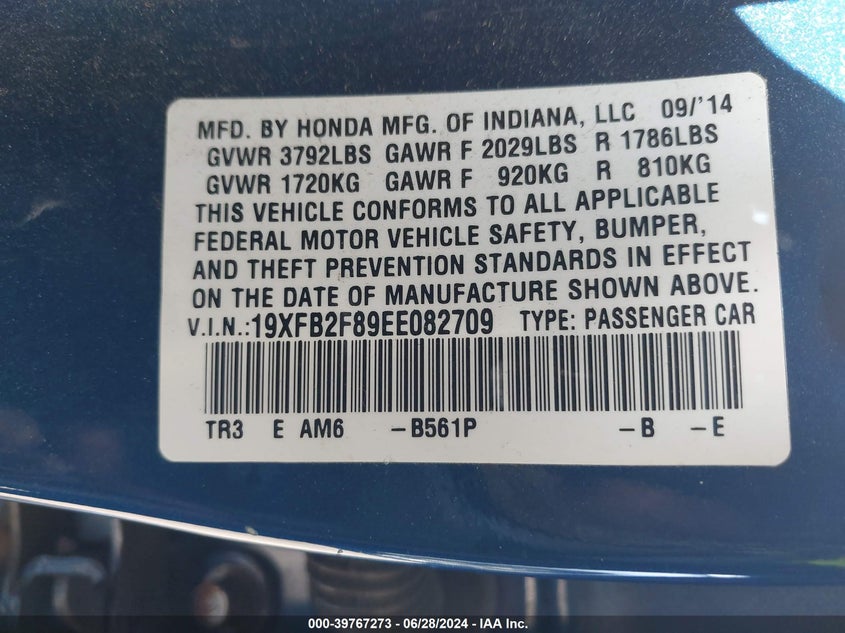 MFD. BY HONDA MFG. OF INDIANA, LLC 09/'14
GVWR 3792LBS GAWR F 2029LBS R 1786LBS
GVWR 1720KG GAWR F 920KG R 810KG
THIS VEHICLE CONFORMS TO ALL APPLICABLE
FEDERAL MOTOR VEHICLE SAFETY, BUMPER,
AND THEFT PREVENTION STANDARDS IN EFFECT
ON THE DATE OF MANUFACTURE SHOWN ABOVE.
V.I.N.:19XFB2F89EE082709 TYPE: PASSENGER CAR
TR3 E AM6 -B561P -B -E
000-39767273 - 06/28/2024 - IAA Inc.